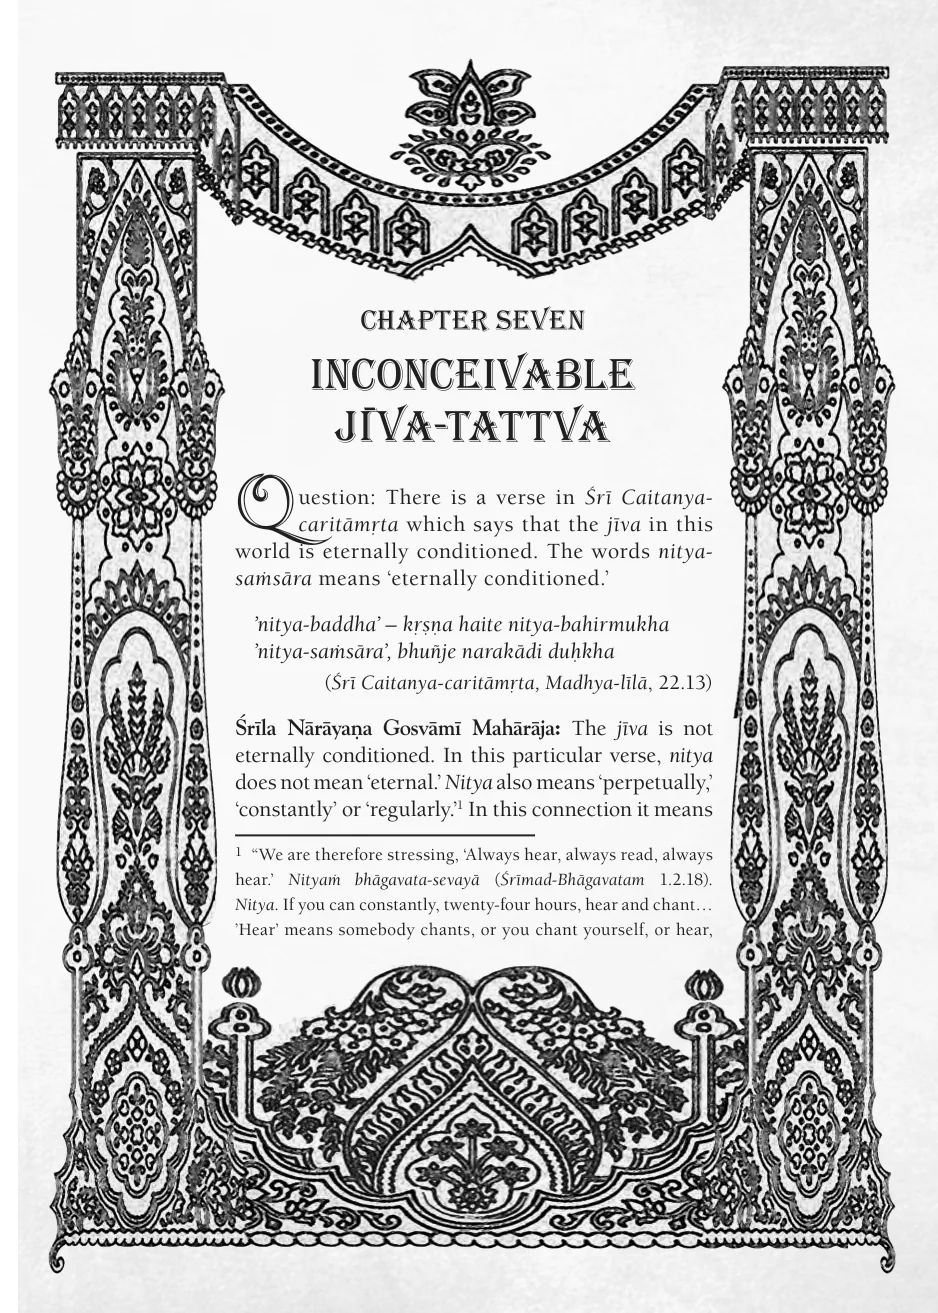 CHAPTER SEVEN
INCONCEIVABLE
JĪVA-TATTVA
Question: There is a verse in Śrī Caitanya-
caritāmṛta which says that the jīva in this
world is eternally conditioned. The words nitya-
saṁsāra means ‘eternally conditioned.’
’nitya-baddha’ – kṛṣṇa haite nitya-bahirmukha
’nitya-saṁsāra’, bhuñje narakādi duḥkha
(Śrī Caitanya-caritāmṛta, Madhya-līlā, 22.13)
Śrīla Nārāyaṇa Gosvāmī Mahārāja: The jīva is not
eternally conditioned. In this particular verse, nitya
does not mean ‘eternal.’ Nitya also means ‘perpetually,’
‘constantly’ or ‘regularly.’1 In this connection it means
1 “We are therefore stressing, ‘Always hear, always read, always
hear.’ Nityaṁ bhāgavata-sevayā (Śrīmad-Bhāgavatam 1.2.18).
Nitya. If you can constantly, twenty-four hours, hear and chant…
’Hear’ means somebody chants, or you chant yourself, or hear,